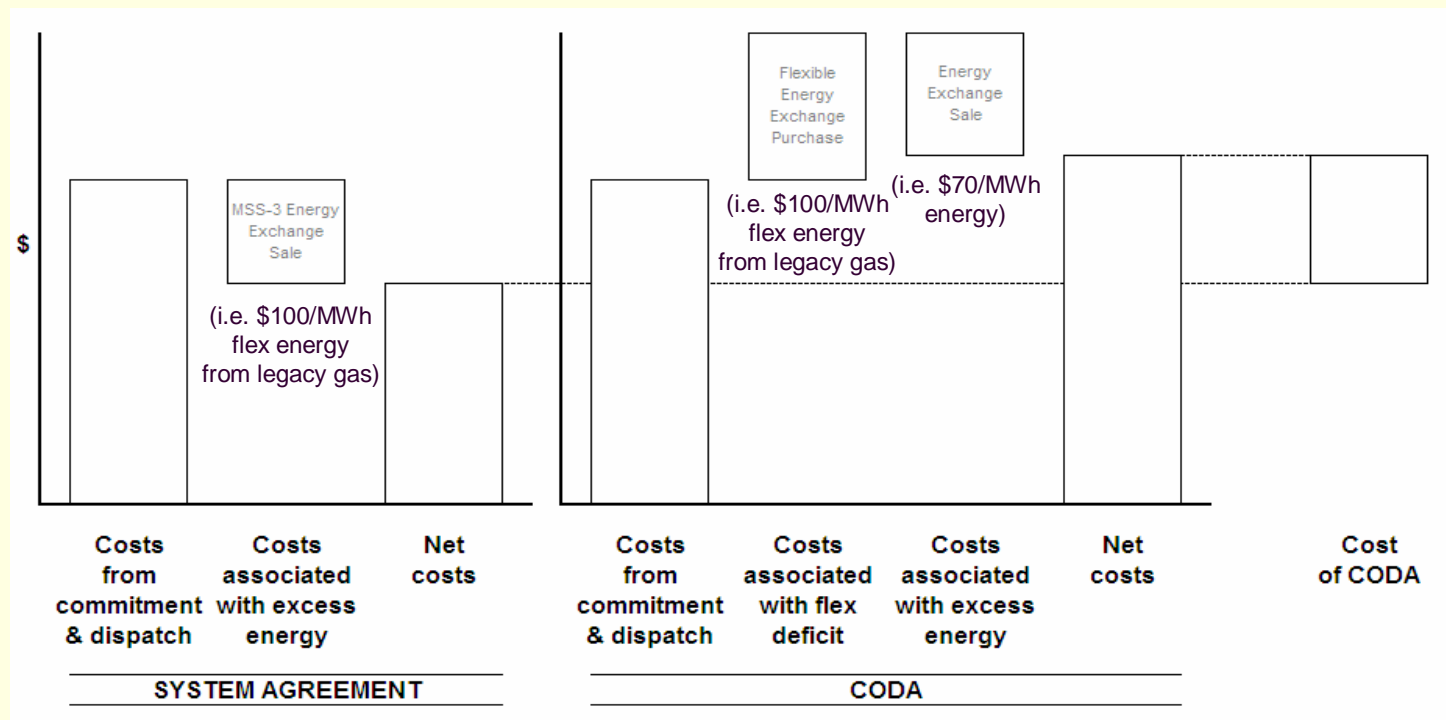 $
MSS-3 Energy
Exchange
Sale
(i.e. $100/MWh
flex energy
from legacy gas)
Flexible
Energy
Exchange
Purchase
(i.e. $100/MWh
flex energy
from legacy gas)
Energy
Exchange
Sale
(i.e. $70/MWh
energy)
Costs
from
commitment
& dispatch
Costs
associated
with excess
energy
Net
costs
SYSTEM AGREEMENT
Costs
from
commitment
& dispatch
Costs
associated
with flex
deficit
Costs
associated
with excess
energy
Net
costs
CODA
Cost
of CODA